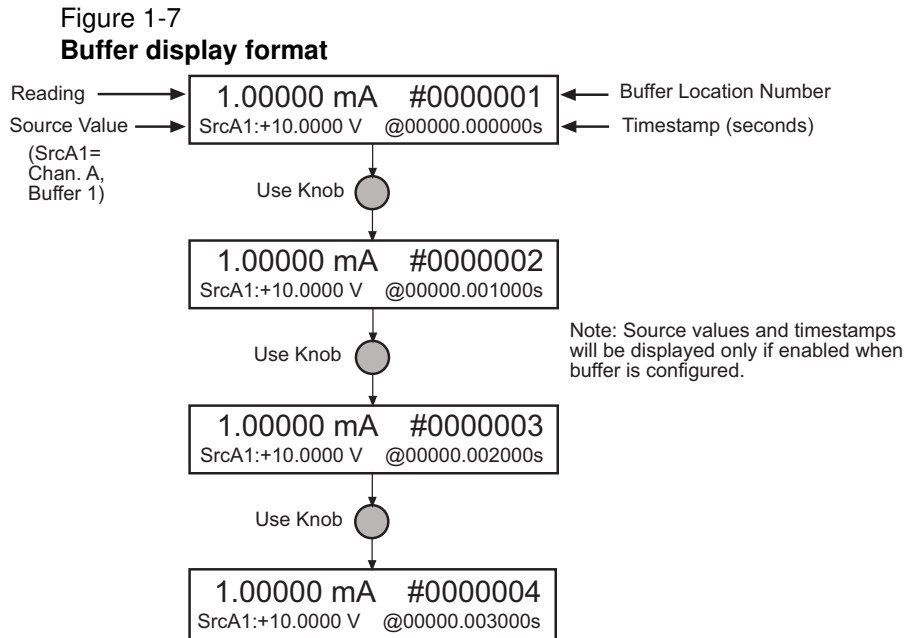 Figure 1-7
Buffer display format
Reading
1.00000 mA #0000001
Buffer Location Number
Source Value
SrcA1:+10.0000 V @00000.000000s
Timestamp (seconds)
(SrcA1=
Chan. A,
Buffer 1)
Use Knob
1.00000 mA #0000002
SrcA1:+10.0000 V @00000.001000s
Note: Source values and timestamps
will be displayed only if enabled when
buffer is configured.
Use Knob
1.00000 mA #0000003
SrcA1:+10.0000 V @00000.002000s
Use Knob
1.00000 mA #0000004
SrcA1:+10.0000 V @00000.003000s